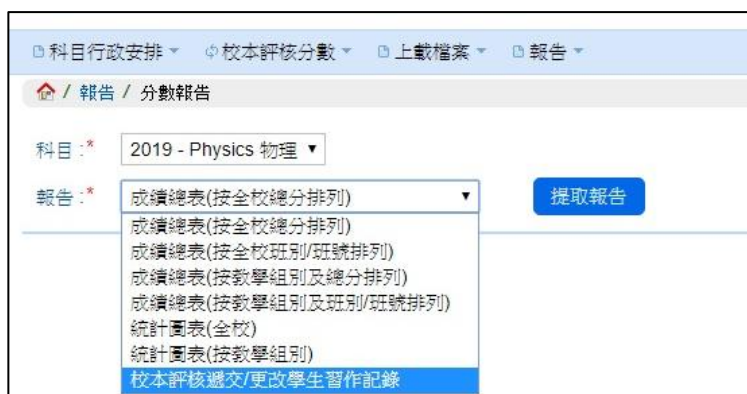 科目行政安排 校本評核分數 上載檔案 報告
/ 報告 / 分數報告
科目:* 2019 - Physics 物理
報告:* 成績總表(按全校總分排列) 提取報告
成績總表(按全校總分排列)
成績總表(按全校班別/班號排列)
成績總表(按教學組別及總分排列)
成績總表(按教學組別及班別/班號排列)
統計圖表(全校)
統計圖表(按教學組別)
校本評核遞交/更改學生習作記錄